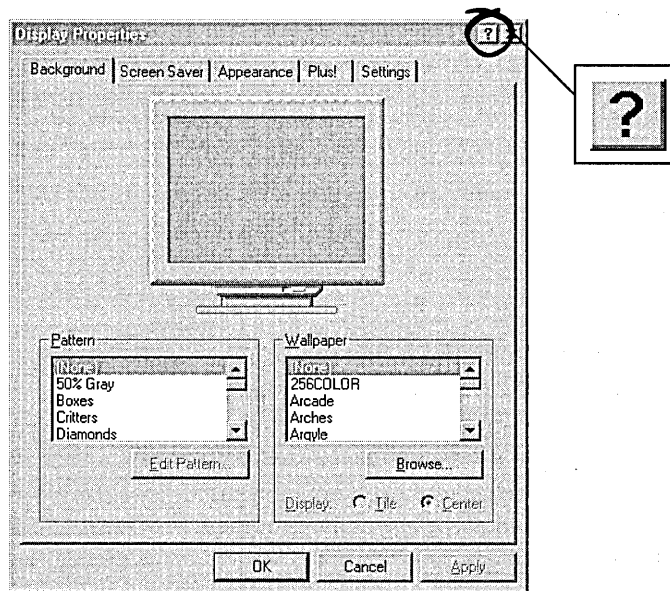 Display Properties ? X
?
Background Screen Saver Appearance Plus! Settings
Pattern
(None)
50% Gray
Boxes
Critters
Diamonds
Edit Pattern...
Wallpaper
(None)
256COLOR
Arcade
Arches
Argyle
Browse...
Display: Tile Center
OK Cancel Apply